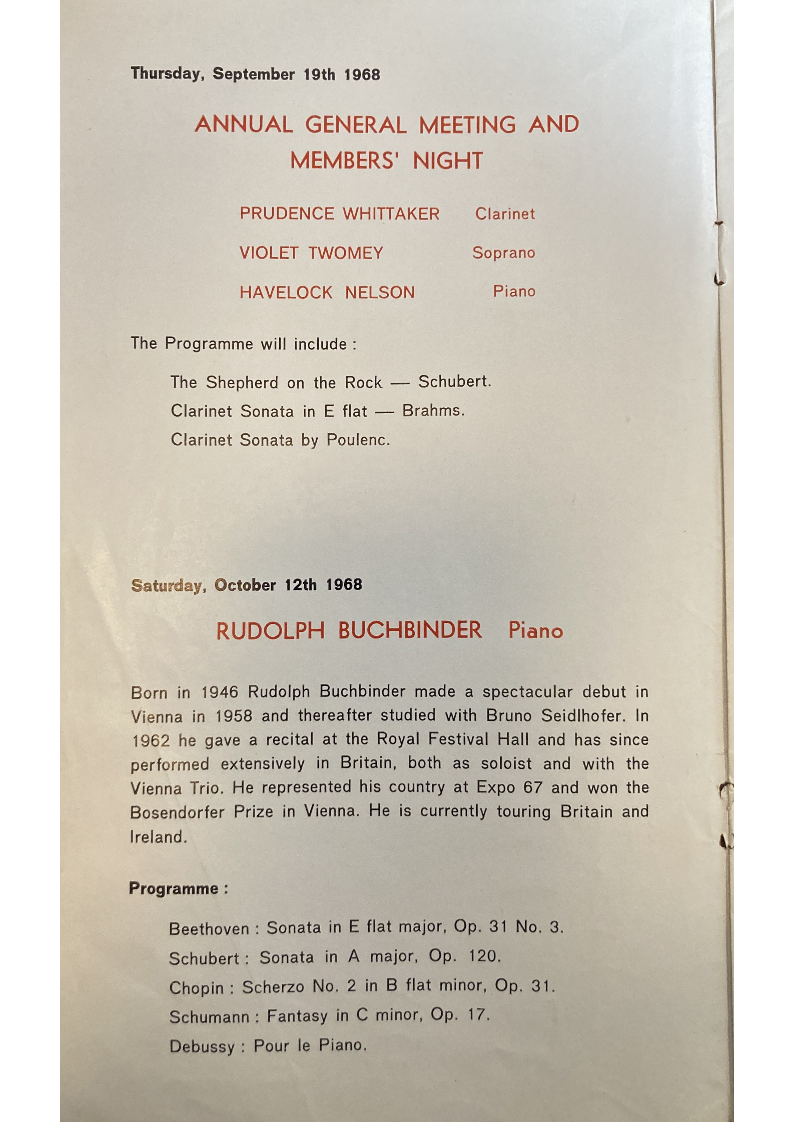 Thursday, September 19th 1968
ANNUAL GENERAL MEETING AND
MEMBERS' NIGHT
PRUDENCE WHITTAKER Clarinet
VIOLET TWOMEY Soprano
HAVELOCK NELSON Piano
The Programme will include :
The Shepherd on the Rock — Schubert.
Clarinet Sonata in E flat — Brahms.
Clarinet Sonata by Poulenc.
Saturday, October 12th 1968
RUDOLPH BUCHBINDER Piano
Born in 1946 Rudolph Buchbinder made a spectacular debut in
Vienna in 1958 and thereafter studied with Bruno Seidlhofer. In
1962 he gave a recital at the Royal Festival Hall and has since
performed extensively in Britain, both as soloist and with the
Vienna Trio. He represented his country at Expo 67 and won the
Bosendorfer Prize in Vienna. He is currently touring Britain and
Ireland.
Programme :
Beethoven : Sonata in E flat major, Op. 31 No. 3.
Schubert : Sonata in A major, Op. 120.
Chopin : Scherzo No. 2 in B flat minor, Op. 31.
Schumann : Fantasy in C minor, Op. 17.
Debussy : Pour le Piano.